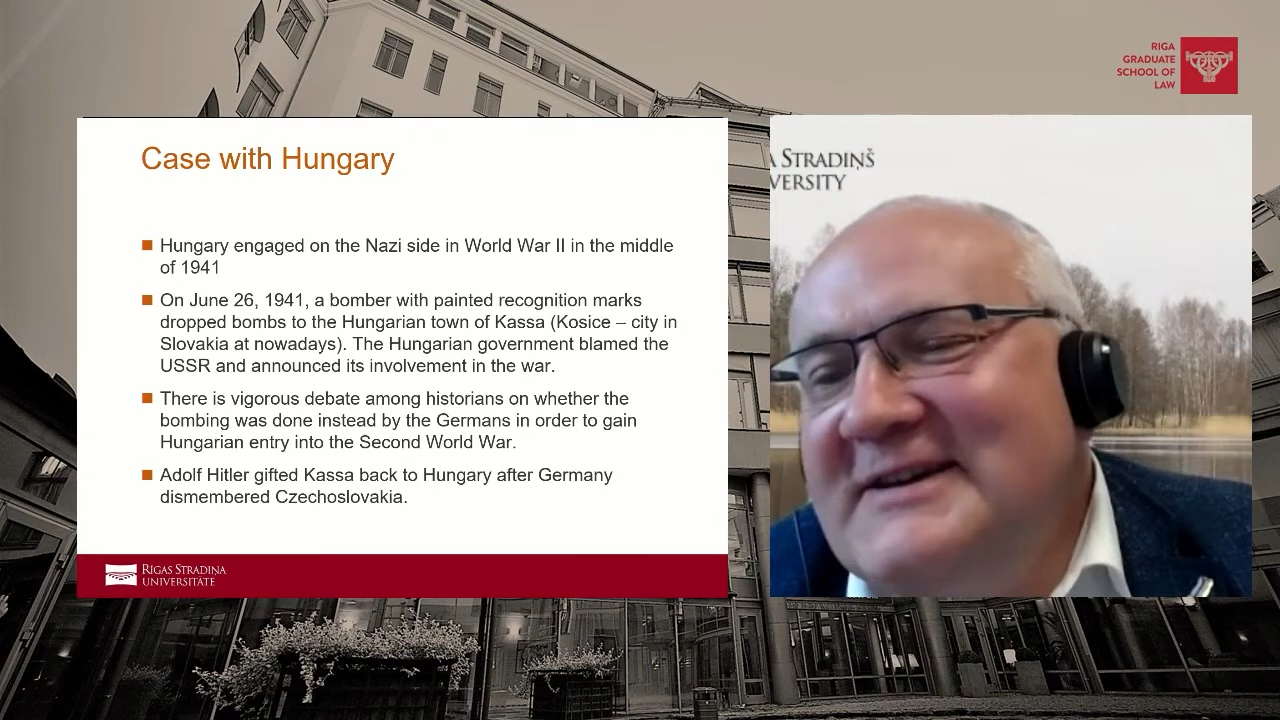 RIGA
GRADUATE
SCHOOL OF
LAW
Case with Hungary
Hungary engaged on the Nazi side in World War II in the middle
of 1941
On June 26, 1941, a bomber with painted recognition marks
dropped bombs to the Hungarian town of Kassa (Kosice – city in
Slovakia at nowadays). The Hungarian government blamed the
USSR and announced its involvement in the war.
There is vigorous debate among historians on whether the
bombing was done instead by the Germans in order to gain
Hungarian entry into the Second World War.
Adolf Hitler gifted Kassa back to Hungary after Germany
dismembered Czechoslovakia.
RĪGAS STRADIŅA
UNIVERSITĀTE
A STRADIŅŠ
VERSITY